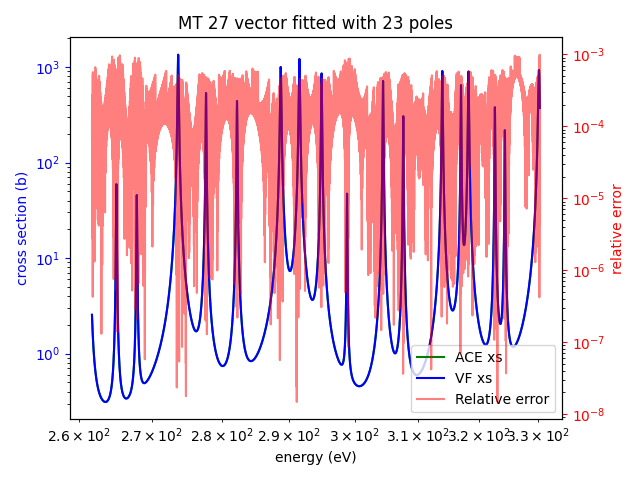 MT 27 vector fitted with 23 poles
cross section (b)
10³
10²
10¹
10⁰
relative error
10⁻³
10⁻⁴
10⁻⁵
10⁻⁶
10⁻⁷
10⁻⁸
ACE xs
VF xs
Relative error
2.6 × 10² 2.7 × 10² 2.8 × 10² 2.9 × 10² 3 × 10² 3.1 × 10² 3.2 × 10² 3.3 × 10²
energy (eV)